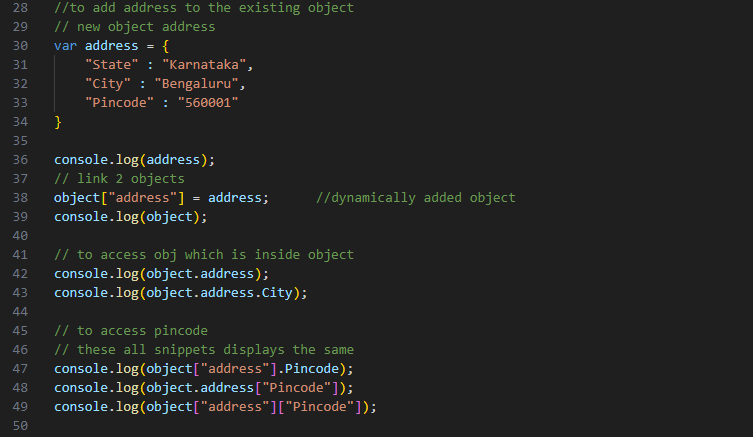 28 //to add address to the existing object
29 // new object address
30 var address = {
31     "State" : "Karnataka",
32     "City" : "Bengaluru",
33     "Pincode" : "560001"
34 }
35
36 console.log(address);
37 // link 2 objects
38 object["address"] = address;      //dynamically added object
39 console.log(object);
40
41 // to access obj which is inside object
42 console.log(object.address);
43 console.log(object.address.City);
44
45 // to access pincode
46 // these all snippets displays the same
47 console.log(object["address"].Pincode);
48 console.log(object.address["Pincode"]);
49 console.log(object["address"]["Pincode"]);
50